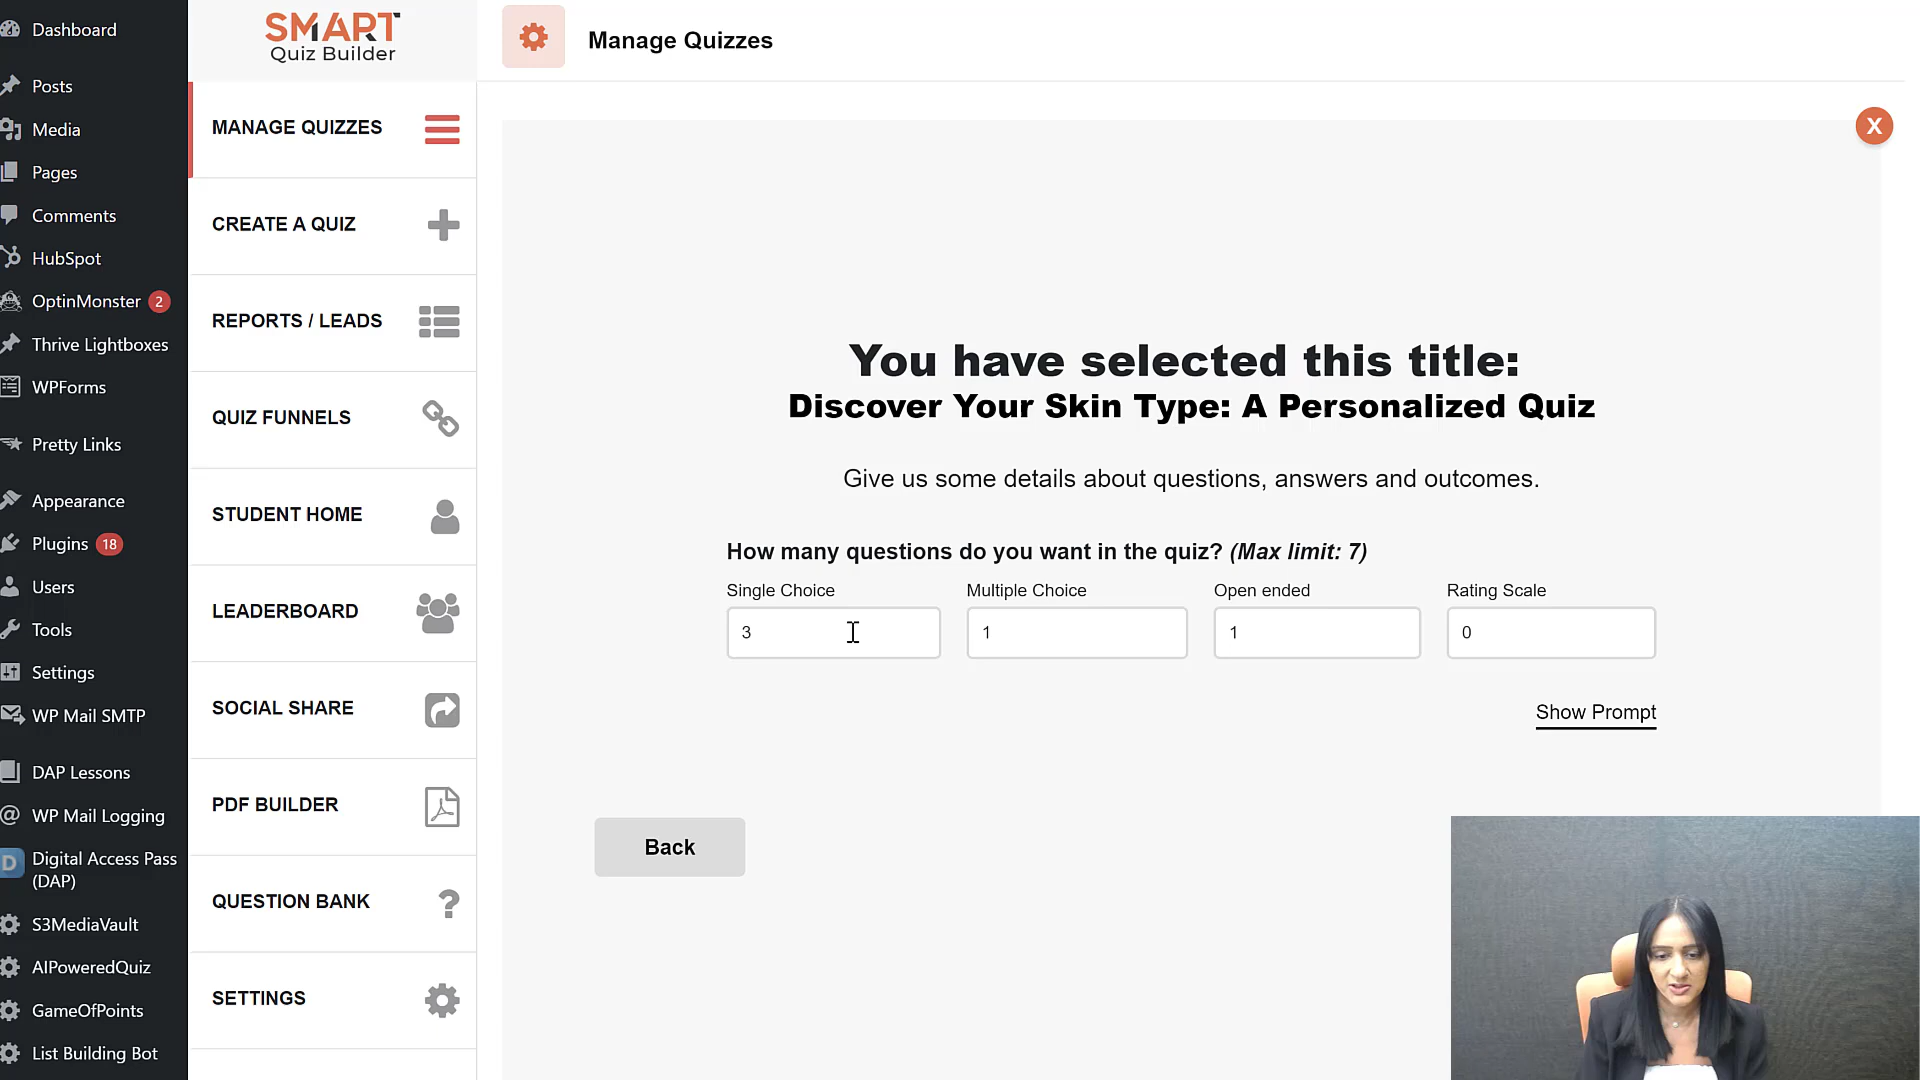 Dashboard
Posts
Media
Pages
Comments
HubSpot
OptinMonster 2
Thrive Lightboxes
WPForms
Pretty Links
Appearance
Plugins 18
Users
Tools
Settings
WP Mail SMTP
DAP Lessons
WP Mail Logging
D Digital Access Pass
(DAP)
S3MediaVault
AIPoweredQuiz
GameOfPoints
List Building Bot
SMART
Quiz Builder
MANAGE QUIZZES
CREATE A QUIZ
REPORTS / LEADS
QUIZ FUNNELS
STUDENT HOME
LEADERBOARD
SOCIAL SHARE
PDF BUILDER
QUESTION BANK
?
SETTINGS
Manage Quizzes
X
You have selected this title:
Discover Your Skin Type: A Personalized Quiz
Give us some details about questions, answers and outcomes.
How many questions do you want in the quiz? (Max limit: 7)
Single Choice Multiple Choice Open ended Rating Scale
3 1 1 0
Show Prompt
Back